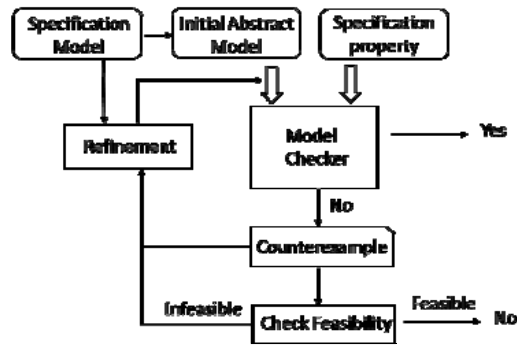 Specification
Model
Initial Abstract
Model
Specification
property
Refinement
Model
Checker
Yes
No
Counterexample
Infeasible
Check Feasibility
Feasible
No